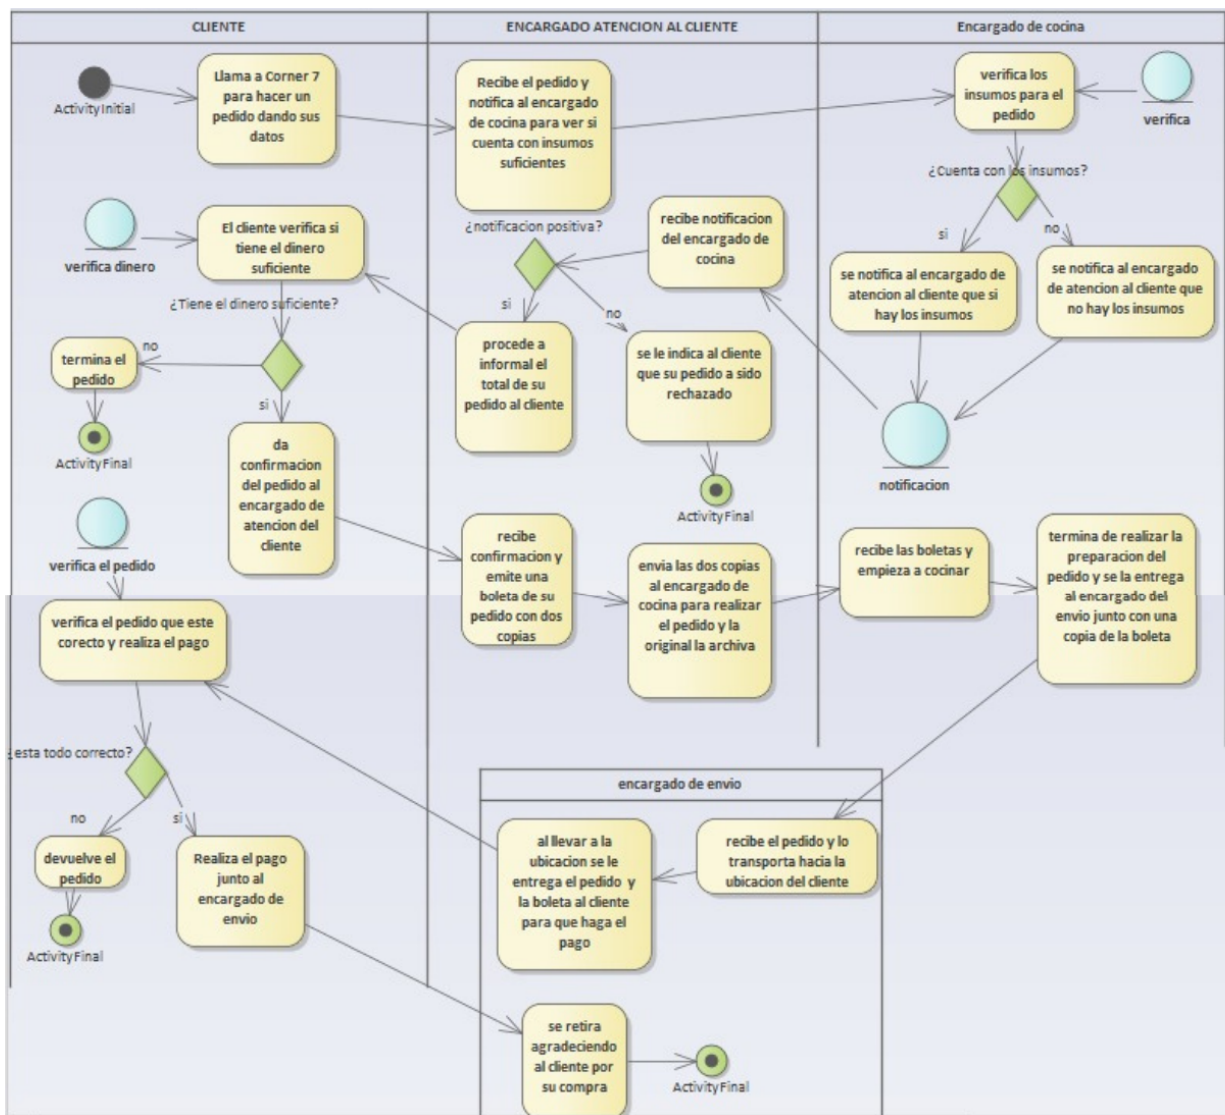 CLIENTE
ENCARGADO ATENCION AL CLIENTE
Encargado de cocina
ActivityInitial
Llama a Corner 7
para hacer un
pedido dando sus
datos
Recibe el pedido y
notifica al encargado
de cocina para ver si
cuenta con insumos
suficientes
verifica los
insumos para el
pedido
verifica
¿Cuenta con los insumos?
si
no
se notifica al encargado de
atencion al cliente que si
hay los insumos
se notifica al encargado
de atencion al cliente que
no hay los insumos
notificacion
recibe notificacion
del encargado de
cocina
¿notificacion positiva?
si
no
procede a
informal el
total de su
pedido al cliente
se le indica al cliente
que su pedido a sido
rechazado
ActivityFinal
verifica dinero
El cliente verifica si
tiene el dinero
suficiente
¿Tiene el dinero suficiente?
no
termina el
pedido
ActivityFinal
si
da
confirmacion
del pedido al
encargado de
atencion del
cliente
recibe
confirmacion y
emite una
boleta de su
pedido con dos
copias
envia las dos copias
al encargado de
cocina para realizar
el pedido y la
original la archiva
recibe las boletas y
empieza a cocinar
termina de realizar la
preparacion del
pedido y se la entrega
al encargado del
envio junto con una
copia de la boleta
encargado de envio
recibe el pedido y lo
transporta hacia la
ubicacion del cliente
al llevar a la
ubicacion se le
entrega el pedido y
la boleta al cliente
para que haga el
pago
verifica el pedido
verifica el pedido que este
corecto y realiza el pago
¿esta todo correcto?
no
si
devuelve el
pedido
ActivityFinal
Realiza el pago
junto al
encargado de
envio
se retira
agradeciendo
al cliente por
su compra
ActivityFinal